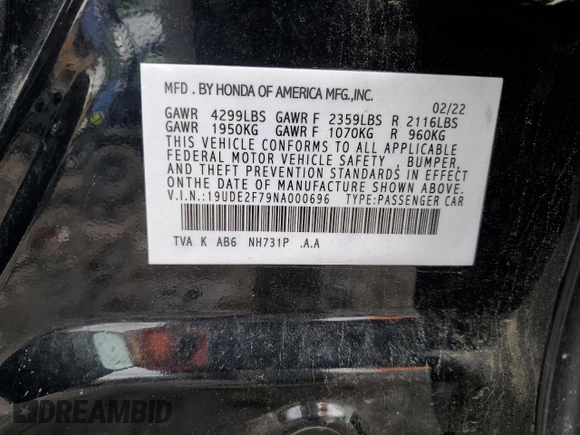 MFD . BY HONDA OF AMERICA MFG.,INC. 02/22
GAWR 4299LBS GAWR F 2359LBS R 2116LBS
GAWR 1950KG GAWR F 1070KG R 960KG
THIS VEHICLE CONFORMS TO ALL APPLICABLE
FEDERAL MOTOR VEHICLE SAFETY , BUMPER,
AND THEFT PREVENTION STANDARDS IN EFFECT
ON THE DATE OF MANUFACTURE SHOWN ABOVE.
V.I.N.:19UDE2F79NA000696 TYPE:PASSENGER CAR
TVA K AB6 NH731P .A.A
DREAMBID